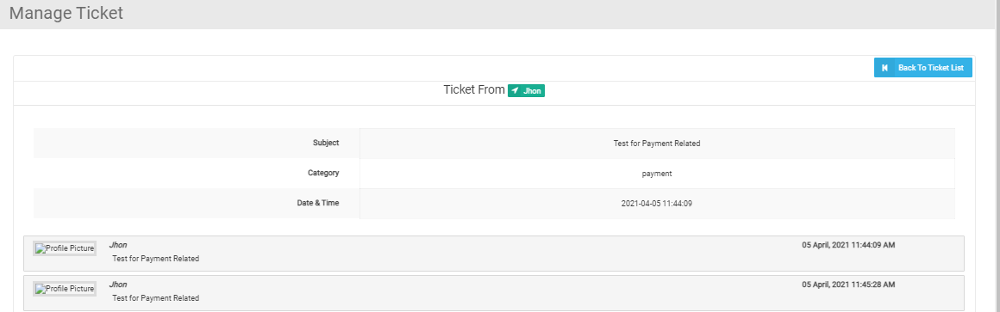 Manage Ticket
Back To Ticket List
Ticket From Jhon
Subject Test for Payment Related
Category payment
Date & Time 2021-04-05 11:44:09
Profile Picture Jhon 05 April, 2021 11:44:09 AM
Test for Payment Related
Profile Picture Jhon 05 April, 2021 11:45:28 AM
Test for Payment Related